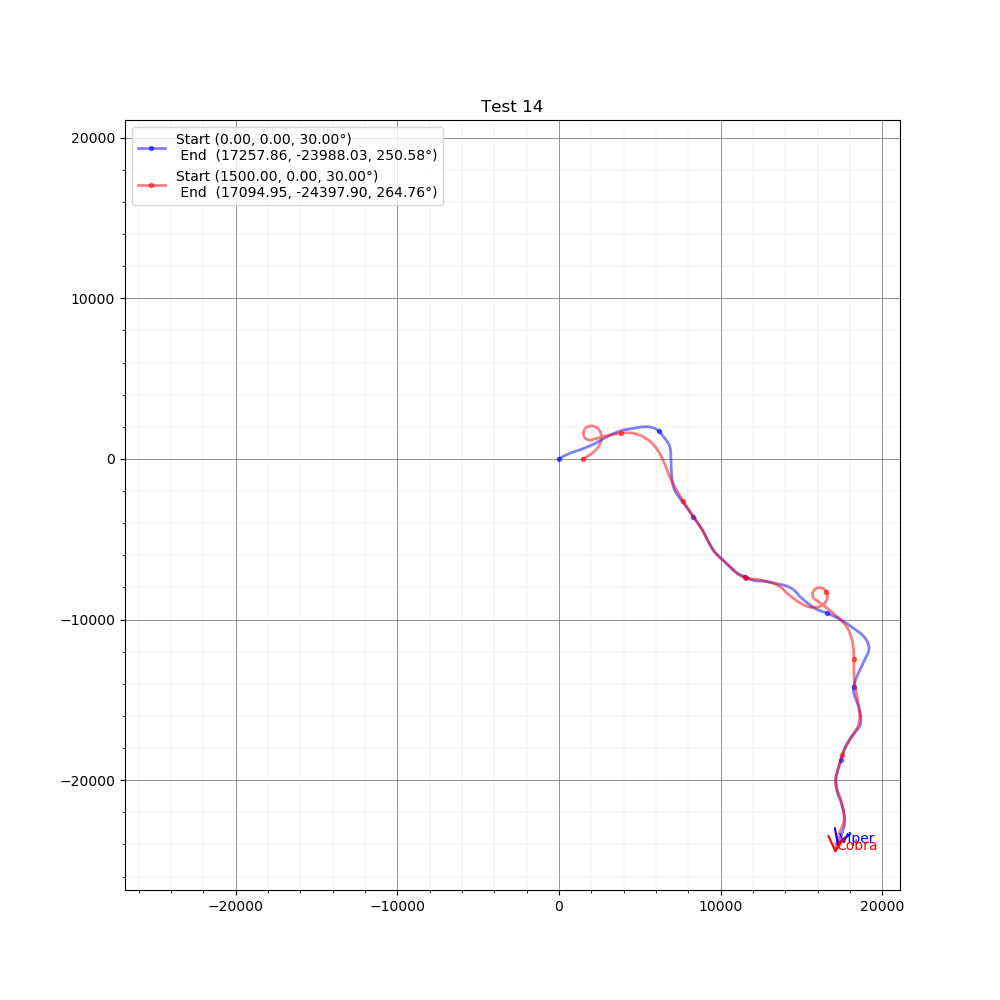 Test 14
Start (0.00, 0.00, 30.00°)
End  (17257.86, -23988.03, 250.58°)
Start (1500.00, 0.00, 30.00°)
End  (17094.95, -24397.90, 264.76°)
20000
10000
0
−10000
−20000
Viper
Cobra
−20000
−10000
0
10000
20000